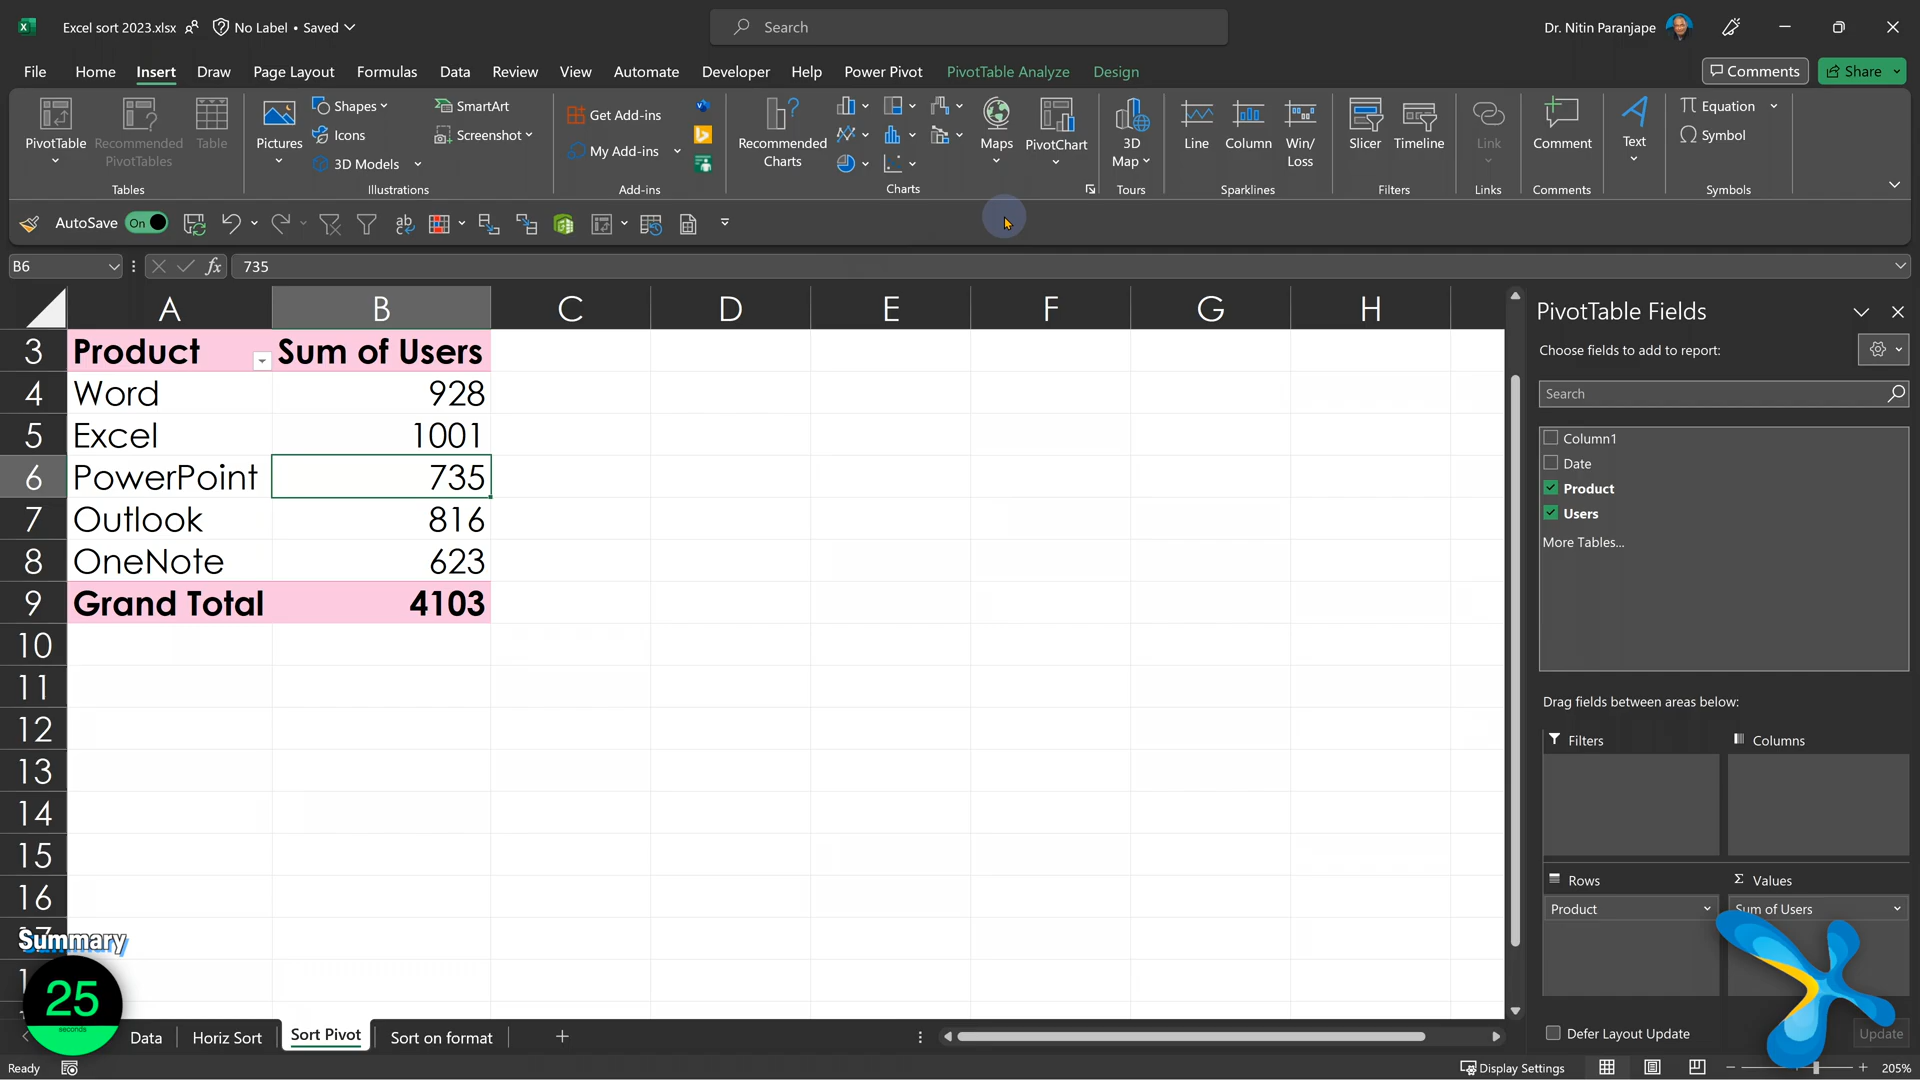 Excel sort 2023.xlsx No Label • Saved Search Dr. Nitin Paranjape
File Home Insert Draw Page Layout Formulas Data Review View Automate Developer Help Power Pivot PivotTable Analyze Design Comments Share
PivotTable
Recommended
PivotTables
Table
Tables
Pictures
Shapes
Icons
3D Models
SmartArt
Screenshot
Illustrations
Get Add-ins
My Add-ins
Add-ins
Recommended
Charts
Maps
PivotChart
Charts
3D
Map
Tours
Line
Column
Win/
Loss
Sparklines
Slicer
Timeline
Filters
Link
Links
Comment
Comments
Text
Equation
Symbol
Symbols
AutoSave On
B6 fx 735
A B C D E F G H
3 Product Sum of Users
4 Word 928
5 Excel 1001
6 PowerPoint 735
7 Outlook 816
8 OneNote 623
9 Grand Total 4103
10
11
12
13
14
15
16
Summary
25
seconds
PivotTable Fields
Choose fields to add to report:
Search
Column1
Date
Product
Users
More Tables...
Drag fields between areas below:
Filters Columns
Rows Σ Values
Product Sum of Users
Defer Layout Update Update
Data Horiz Sort Sort Pivot Sort on format
Ready Display Settings 205%